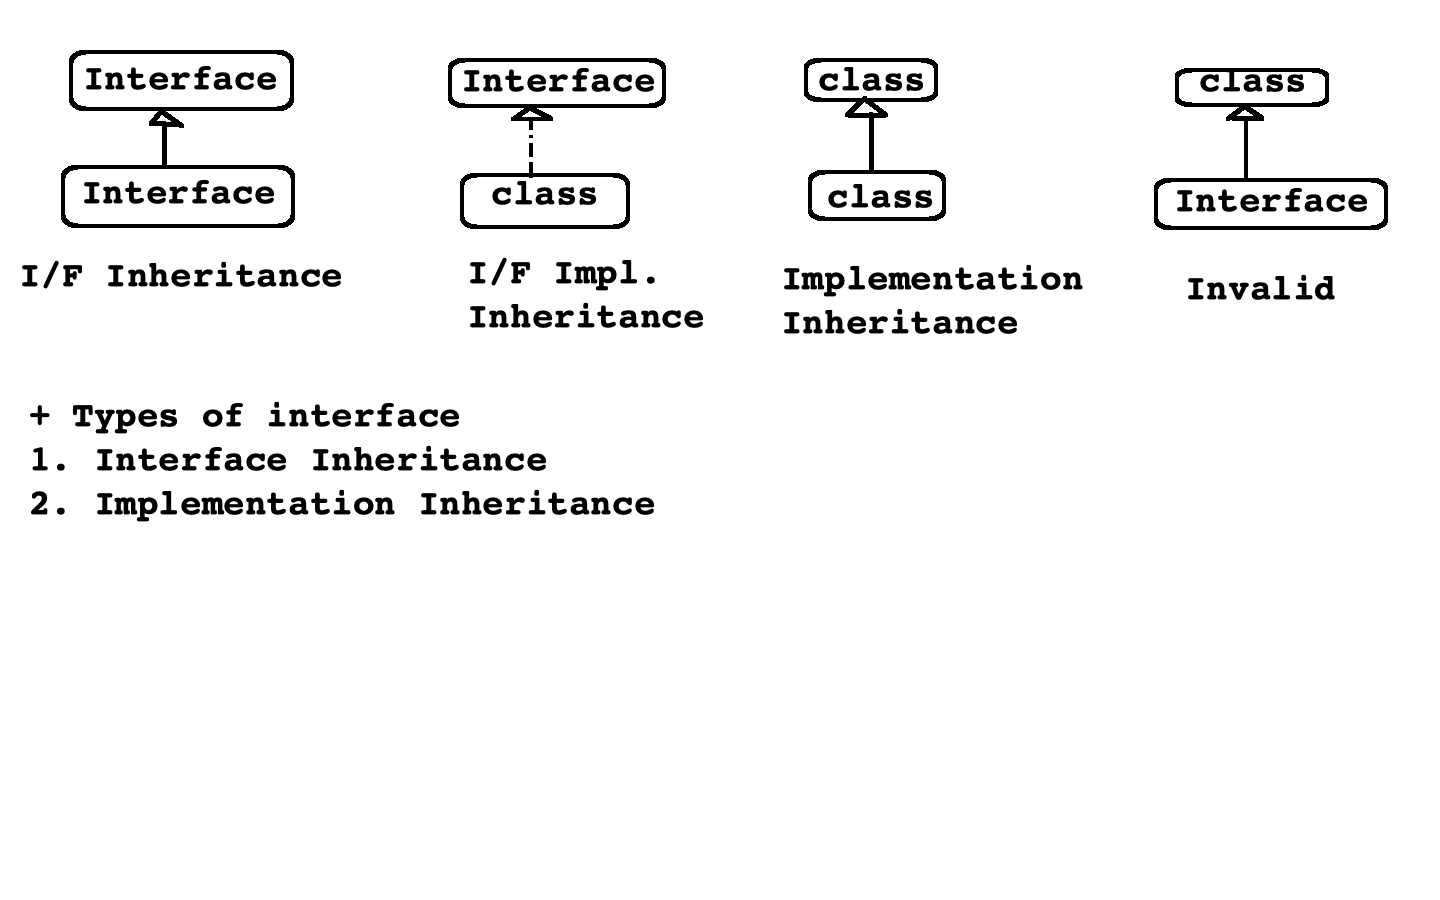 Interface
Interface
I/F Inheritance
Interface
class
I/F Impl.
Inheritance
class
class
Implementation
Inheritance
class
Interface
Invalid
+ Types of interface
1. Interface Inheritance
2. Implementation Inheritance